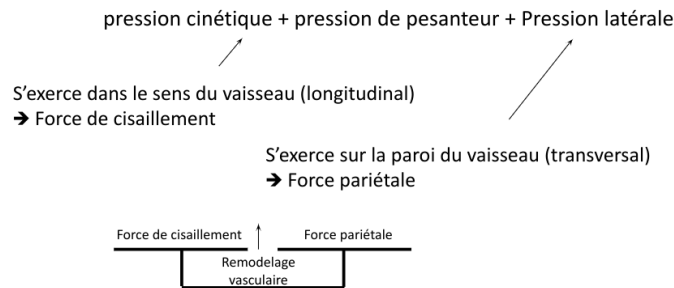 pression cinétique + pression de pesanteur + Pression latérale
S’exerce dans le sens du vaisseau (longitudinal)
➔ Force de cisaillement
S’exerce sur la paroi du vaisseau (transversal)
➔ Force pariétale
Force de cisaillement
Force pariétale
Remodelage
vasculaire